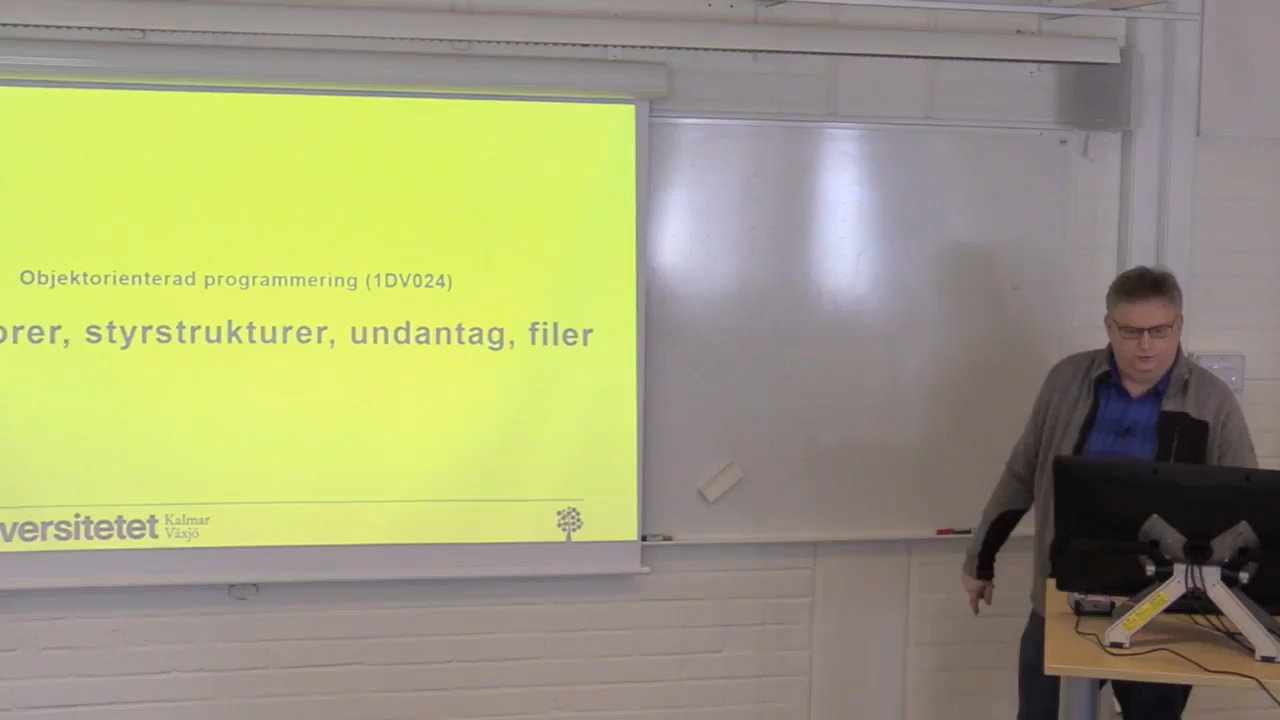 Objektorienterad programmering (1DV024)
orer, styrstrukturer, undantag, filer
versitetet Kalmar
Växjö